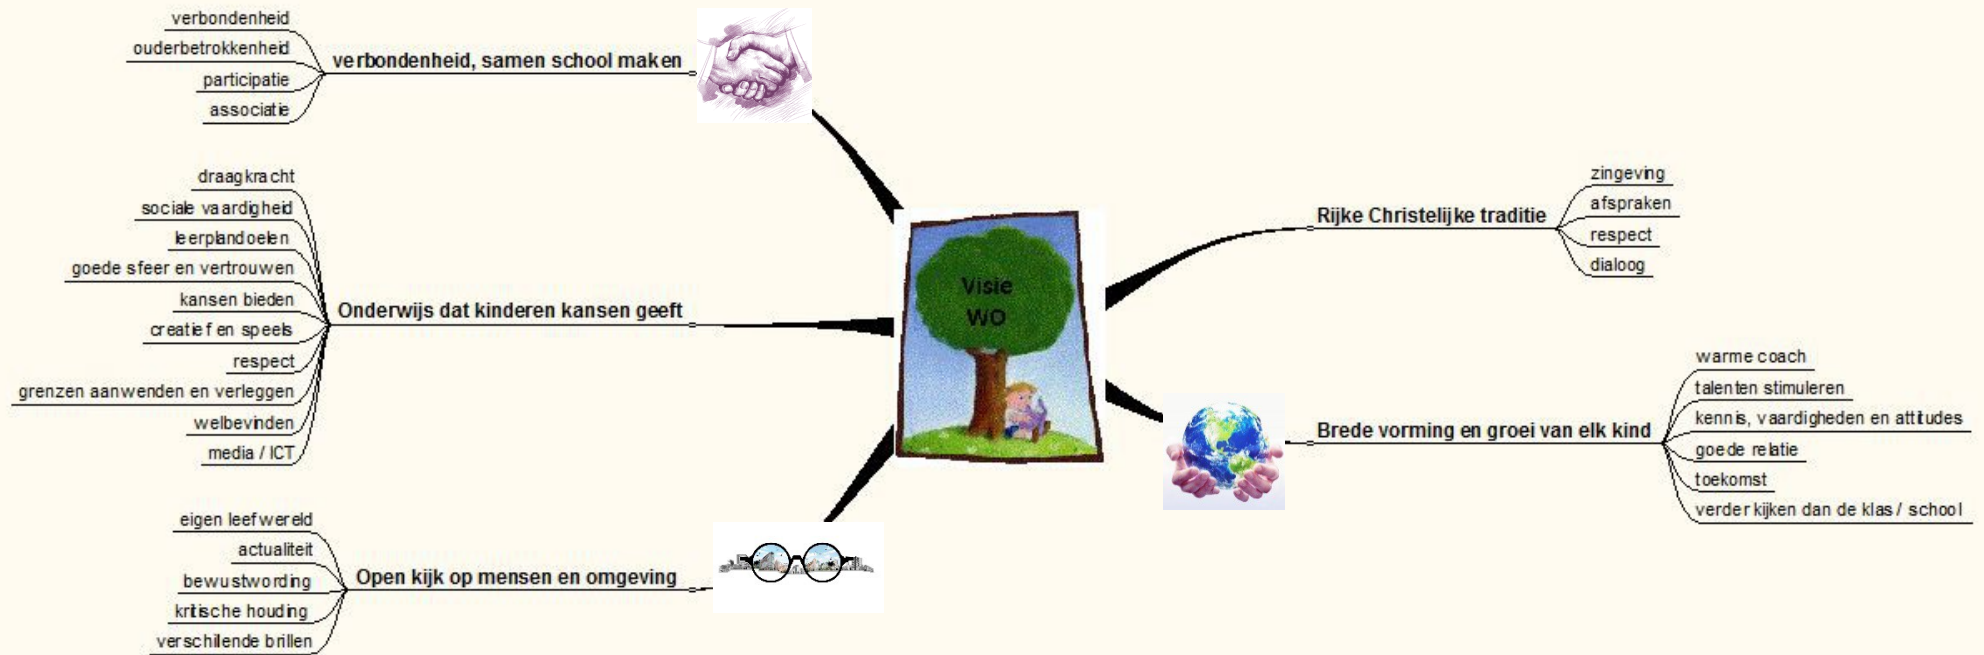 verbondenheid
ouderbetrokkenheid
participatie
associatie
verbondenheid, samen school maken
draagkracht
sociale vaardigheid
leerplandoelen
goede sfeer en vertrouwen
kansen bieden
creatief en speels
respect
grenzen aanwenden en verleggen
welbevinden
media / ICT
Onderwijs dat kinderen kansen geeft
eigen leefwereld
actualiteit
bewustwording
kritische houding
verschilende brillen
Open kijk op mensen en omgeving
Visie
WO
Rijke Christelijke traditie
zingeving
afspraken
respect
dialoog
Brede vorming en groei van elk kind
warme coach
talenten stimuleren
kennis, vaardigheden en attitudes
goede relatie
toekomst
verder kijken dan de klas / school